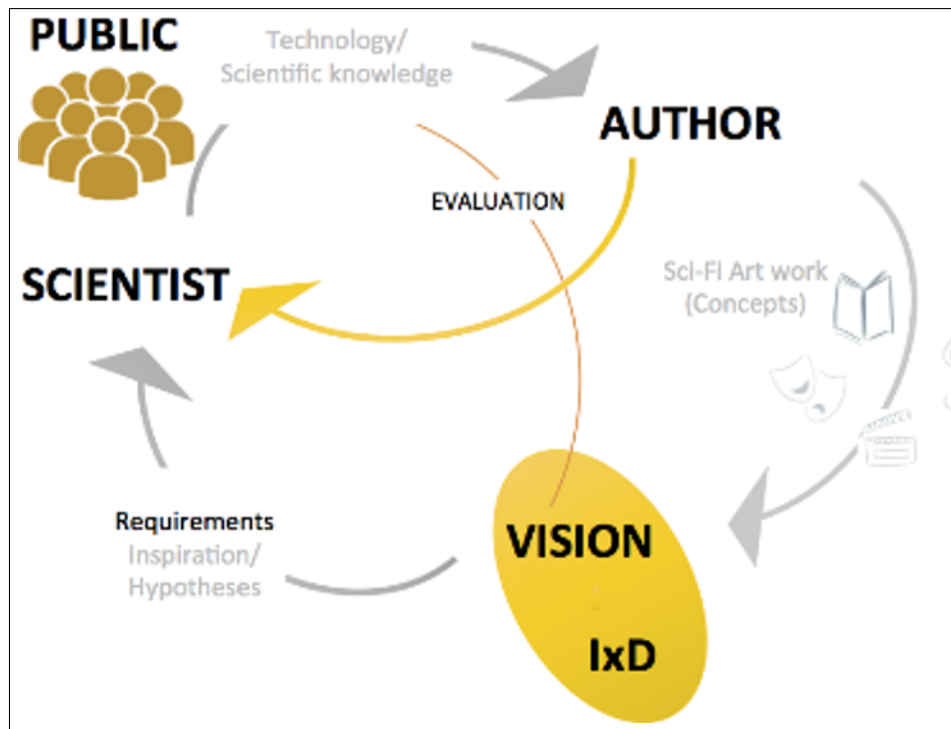 PUBLIC
Technology/
Scientific knowledge
AUTHOR
EVALUATION
SCIENTIST
Sci-Fi Art work
(Concepts)
Requirements
Inspiration/
Hypotheses
VISION
IxD